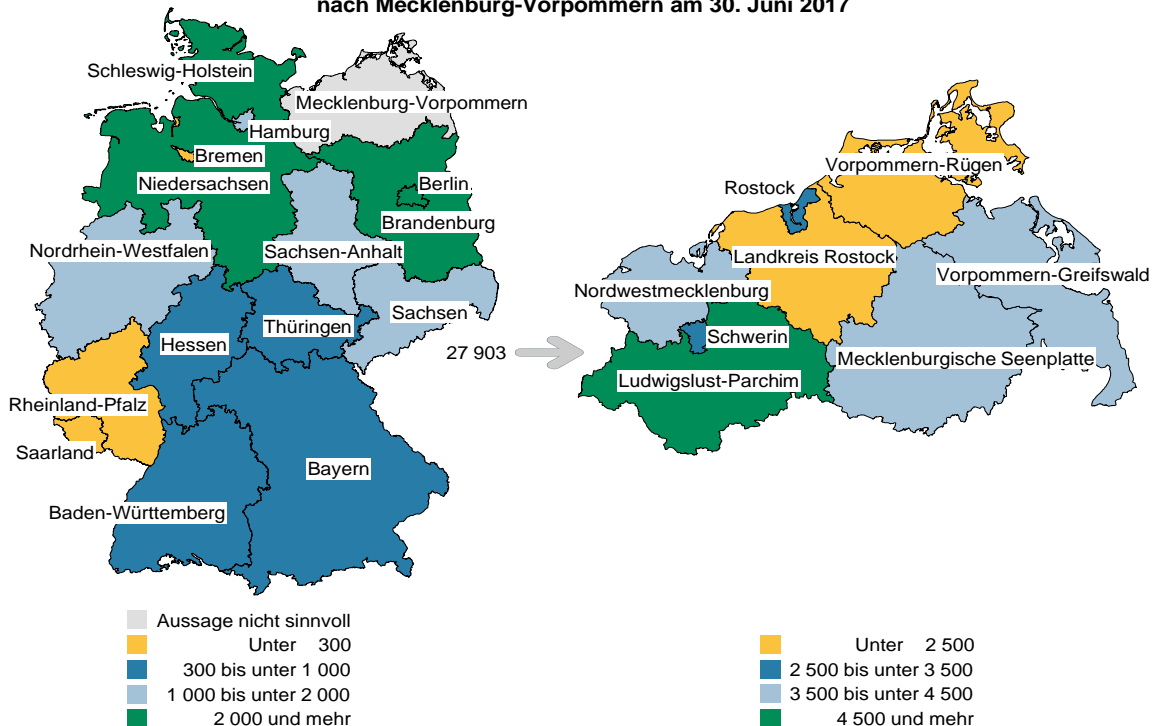 nach Mecklenburg-Vorpommern am 30. Juni 2017
Schleswig-Holstein
Mecklenburg-Vorpommern
Hamburg
Bremen
Niedersachsen
Berlin
Brandenburg
Nordrhein-Westfalen
Sachsen-Anhalt
Sachsen
Thüringen
Hessen
Rheinland-Pfalz
Saarland
Bayern
Baden-Württemberg
27 903
Vorpommern-Rügen
Rostock
Landkreis Rostock
Vorpommern-Greifswald
Nordwestmecklenburg
Schwerin
Mecklenburgische Seenplatte
Ludwigslust-Parchim
Aussage nicht sinnvoll
Unter 300
300 bis unter 1 000
1 000 bis unter 2 000
2 000 und mehr
Unter 2 500
2 500 bis unter 3 500
3 500 bis unter 4 500
4 500 und mehr